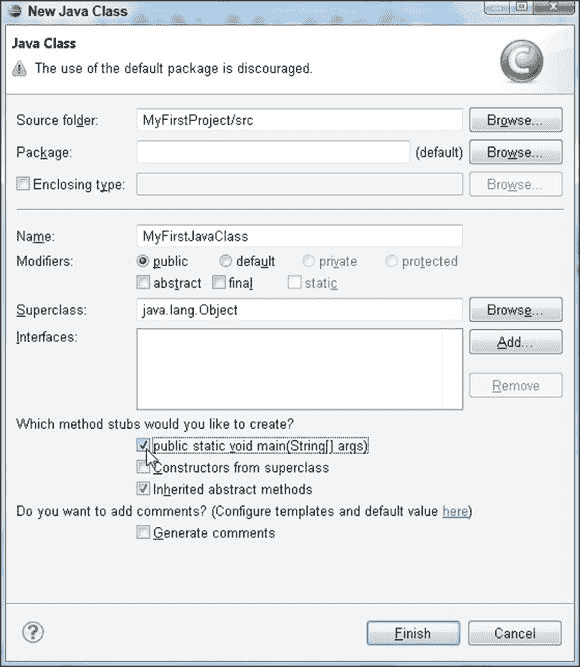 New Java Class
Java Class
The use of the default package is discouraged.
Source folder: MyFirstProject/src Browse...
Package: (default) Browse...
Enclosing type: Browse...
Name: MyFirstJavaClass
Modifiers: public default private protected
abstract final static
Superclass: java.lang.Object Browse...
Interfaces: Add...
Remove
Which method stubs would you like to create?
public static void main(String[] args)
Constructors from superclass
Inherited abstract methods
Do you want to add comments? (Configure templates and default value here)
Generate comments
? Finish Cancel